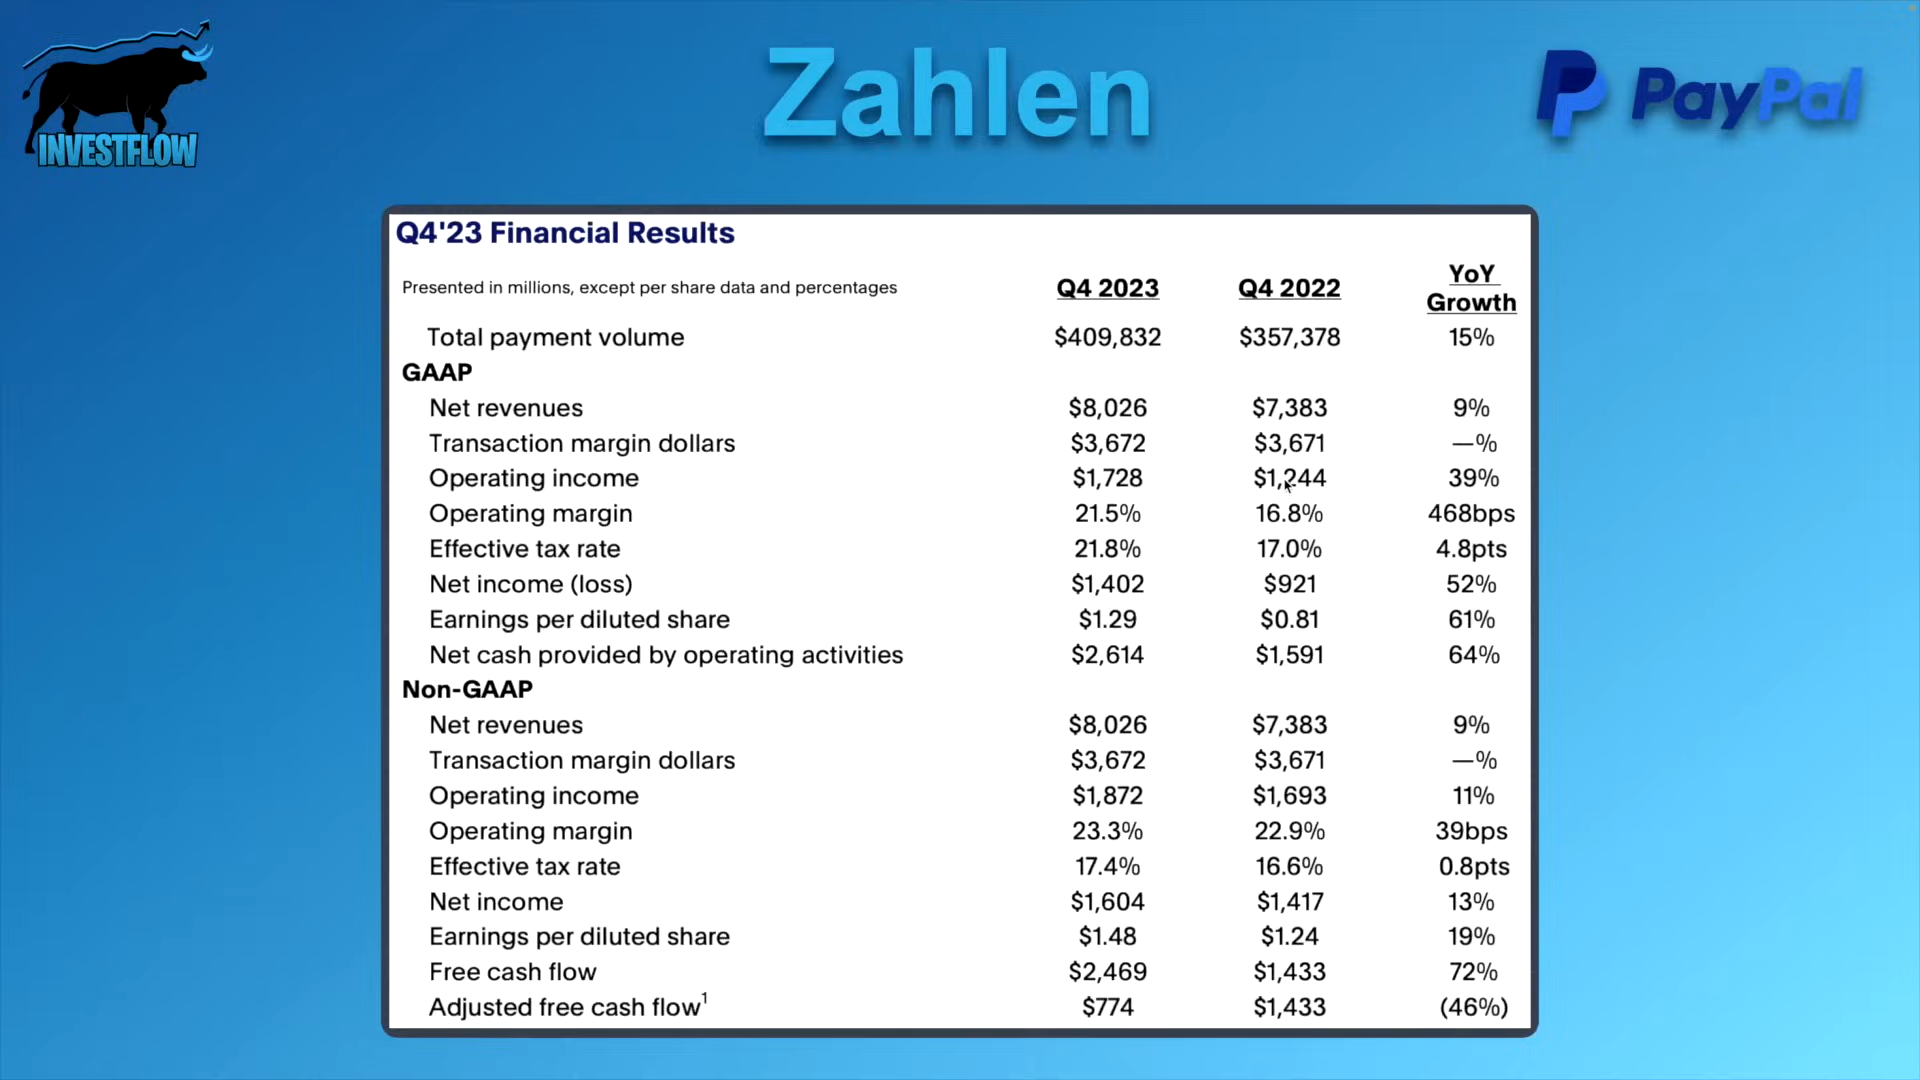 INVESTFLOW
Zahlen
PayPal
Q4'23 Financial Results
Presented in millions, except per share data and percentages Q4 2023 Q4 2022 YoY Growth
Total payment volume $409,832 $357,378 15%
GAAP
Net revenues $8,026 $7,383 9%
Transaction margin dollars $3,672 $3,671 —%
Operating income $1,728 $1,244 39%
Operating margin 21.5% 16.8% 468bps
Effective tax rate 21.8% 17.0% 4.8pts
Net income (loss) $1,402 $921 52%
Earnings per diluted share $1.29 $0.81 61%
Net cash provided by operating activities $2,614 $1,591 64%
Non-GAAP
Net revenues $8,026 $7,383 9%
Transaction margin dollars $3,672 $3,671 —%
Operating income $1,872 $1,693 11%
Operating margin 23.3% 22.9% 39bps
Effective tax rate 17.4% 16.6% 0.8pts
Net income $1,604 $1,417 13%
Earnings per diluted share $1.48 $1.24 19%
Free cash flow $2,469 $1,433 72%
Adjusted free cash flow¹ $774 $1,433 (46%)